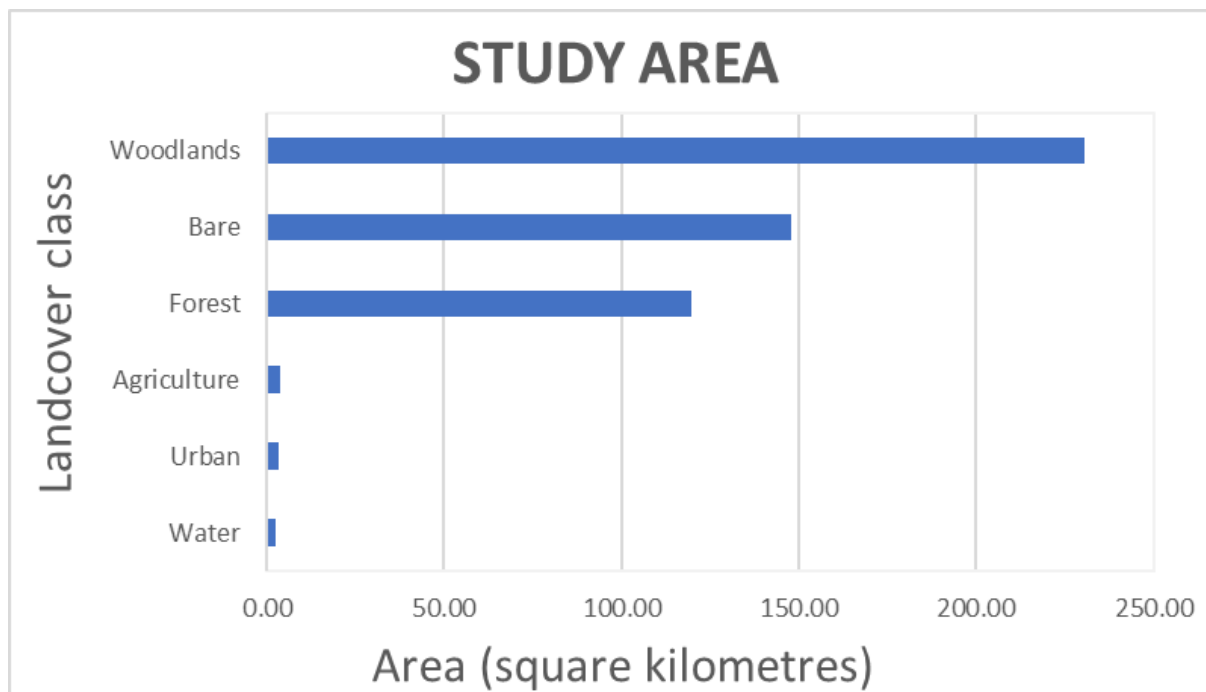 STUDY AREA
Landcover class
Woodlands
Bare
Forest
Agriculture
Urban
Water
0.00 50.00 100.00 150.00 200.00 250.00
Area (square kilometres)